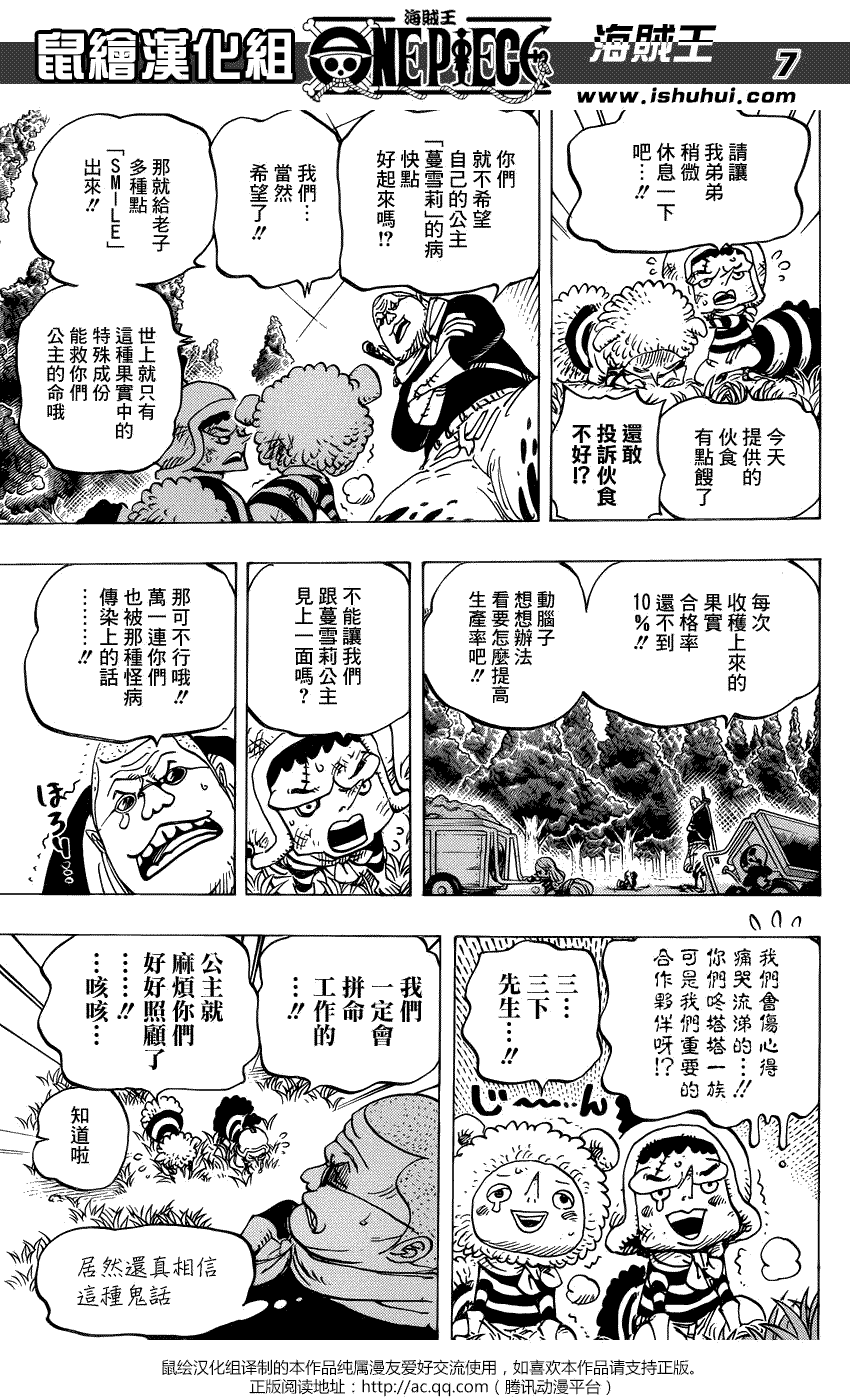 鼠繪漢化組
海賊王
ONE PIECE
海賊王
7
www.ishuhui.com
請讓
我弟弟
稍微
休息一下
吧…!!
今天
提供的
伙食
有點餿了
還敢
投訴伙食
不好!?
你們
就不希望
自己的公主
「蔓雪莉」的病
快點
好起來嗎!?
我們…
當然
希望了!!
那就給老子
多種點
「SMILE」
出來!!
世上就只有
這種果實中的
特殊成份
能救你們
公主的命哦
每次
收穫上來的
果實
合格率
還不到
10%!!
動腦子
想想辦法
看要怎麼提高
生產率吧!!
不能讓我們
跟蔓雪莉公主
見上一面嗎?
那可不行哦!!
萬一連你們
也被那種怪病
傳染上的話
………!!
ほろり…
我們會傷心得
痛哭流涕的…!!
你們咚塔塔一族
可是我們重要的
合作夥伴呀!?
三…
三下
先生…!!
じ〜…ん
我們
一定會
拼命
工作的
…!!
公主就
麻煩你們
好好照顧了
……!!
…咳咳…
知道啦
居然還真相信
這種鬼話
鼠绘汉化组译制的本作品纯属漫友爱好交流使用，如喜欢本作品请支持正版。
正版阅读地址：http://ac.qq.com（腾讯动漫平台）